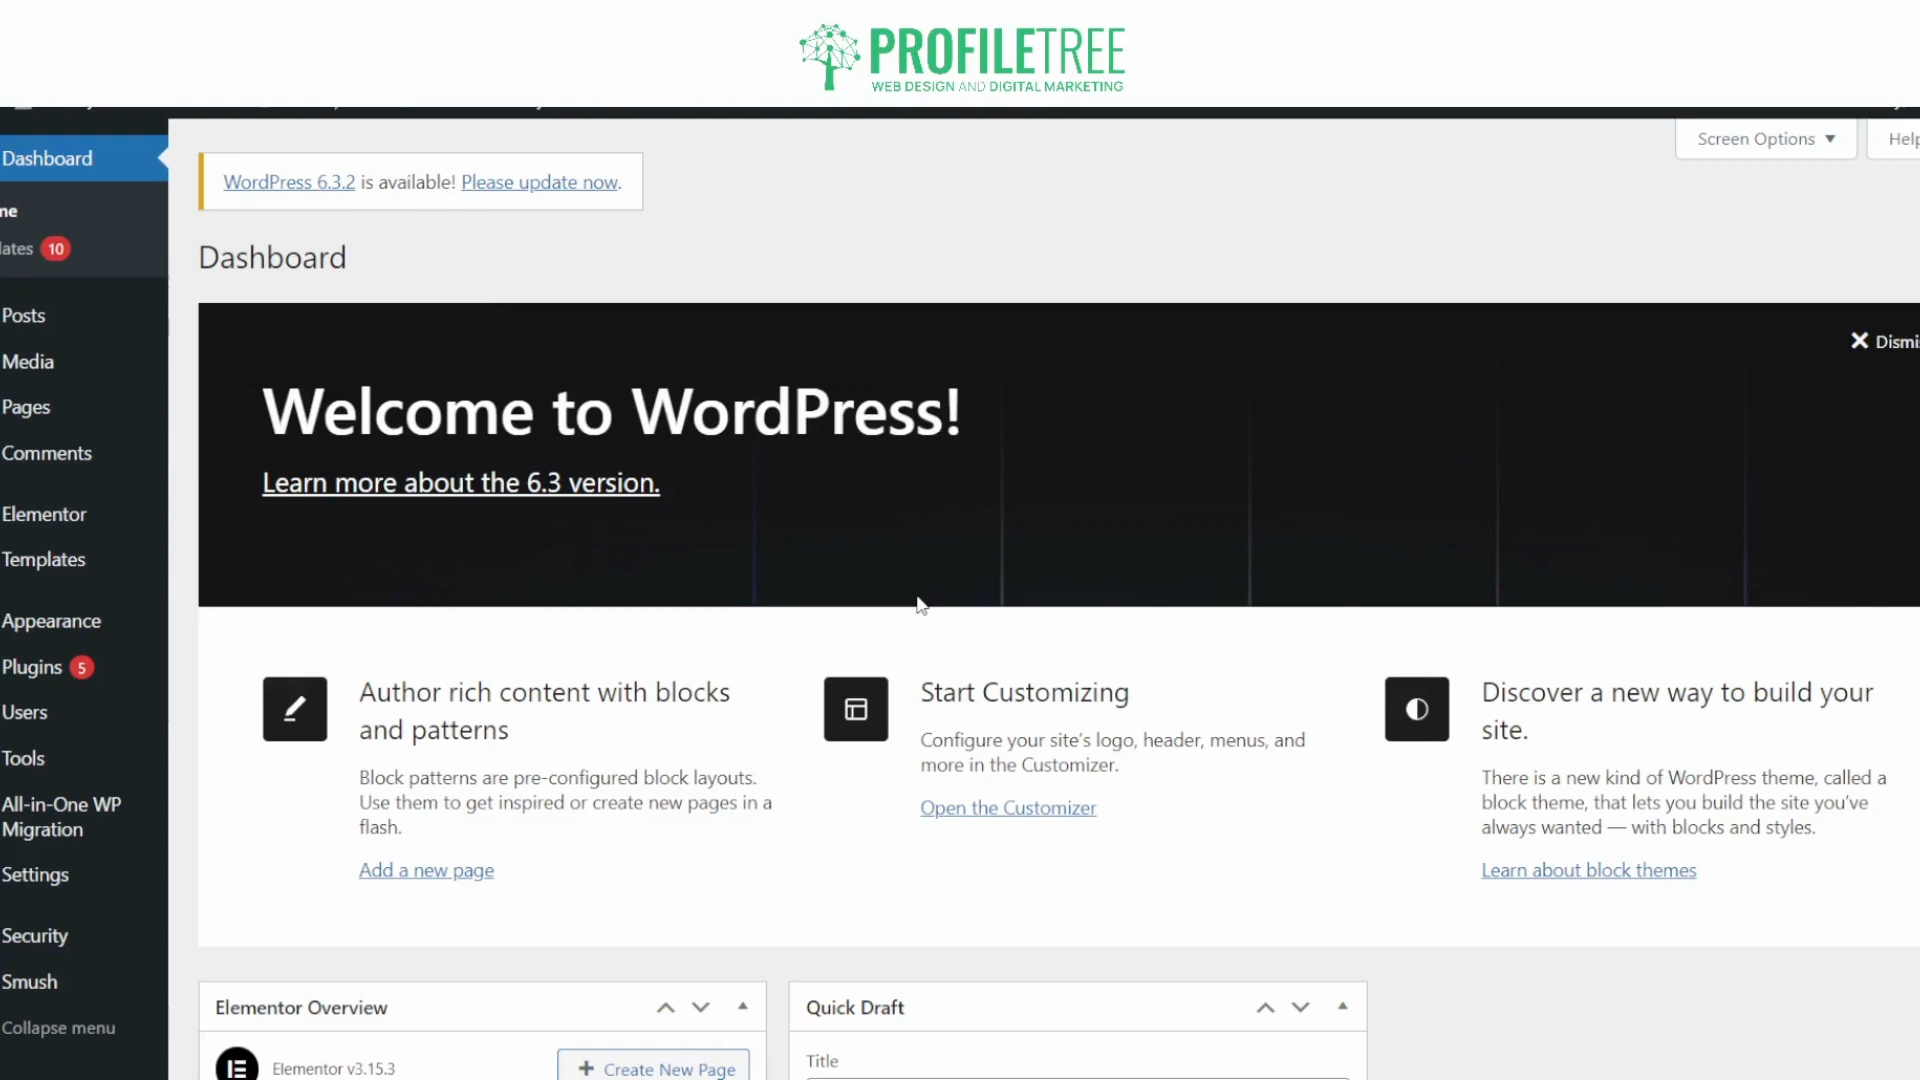 PROFILETREE
WEB DESIGN AND DIGITAL MARKETING
Screen Options
Help
Dashboard
WordPress 6.3.2 is available! Please update now.
me
lates 10
Dashboard
Posts
Media
Pages
Comments
Elementor
Templates
Appearance
Plugins 5
Users
Tools
All-in-One WP
Migration
Settings
Security
Smush
Collapse menu
Dismis
Welcome to WordPress!
Learn more about the 6.3 version.
Author rich content with blocks
and patterns
Block patterns are pre-configured block layouts.
Use them to get inspired or create new pages in a
flash.
Add a new page
Start Customizing
Configure your site's logo, header, menus, and
more in the Customizer.
Open the Customizer
Discover a new way to build your
site.
There is a new kind of WordPress theme, called a
block theme, that lets you build the site you've
always wanted — with blocks and styles.
Learn about block themes
Elementor Overview
Elementor v3.15.3
Create New Page
Quick Draft
Title